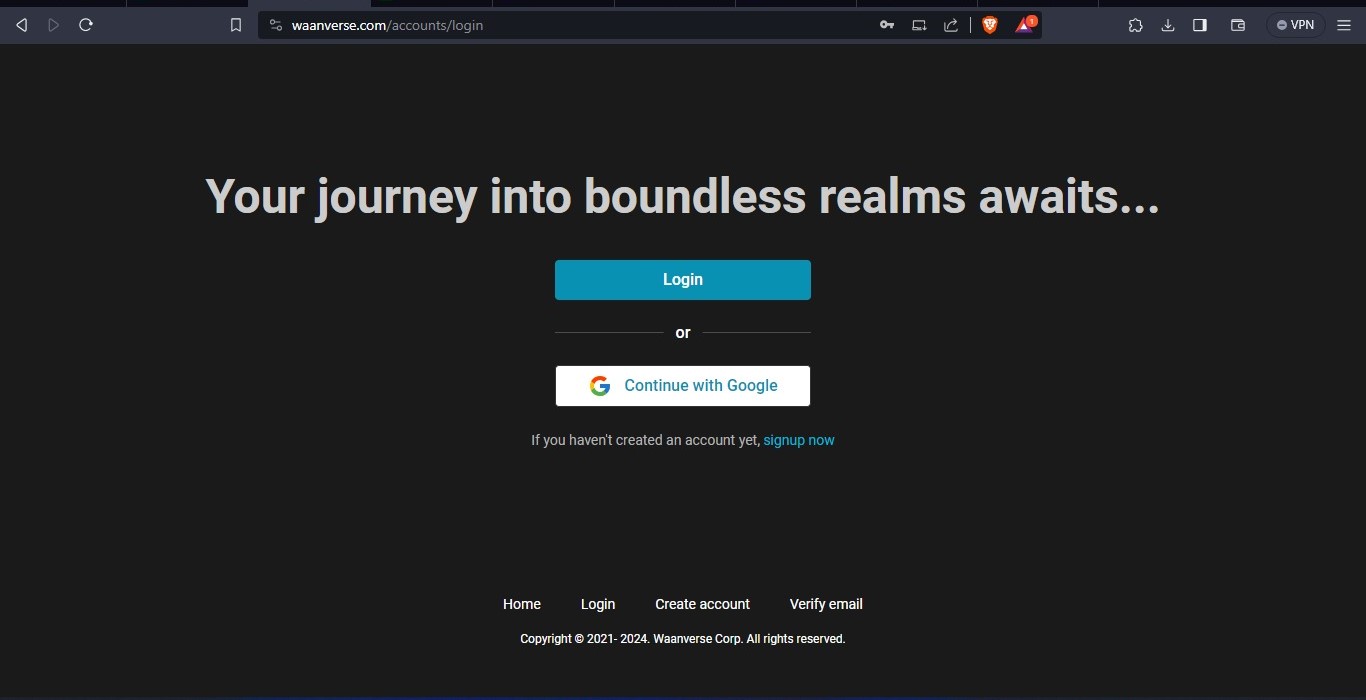 waanverse.com/accounts/login
1
VPN
Your journey into boundless realms awaits...
Login
or
Continue with Google
If you haven't created an account yet, signup now
Home Login Create account Verify email
Copyright © 2021- 2024. Waanverse Corp. All rights reserved.